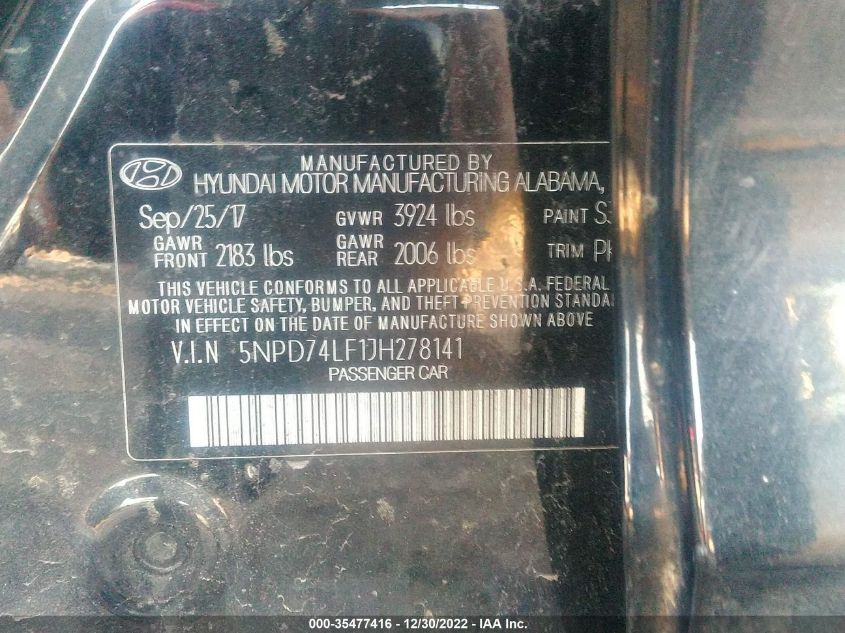 MANUFACTURED BY
HYUNDAI MOTOR MANUFACTURING ALABAMA,
Sep/25/17 GVWR 3924 lbs PAINT
GAWR FRONT 2183 lbs GAWR REAR 2006 lbs TRIM
THIS VEHICLE CONFORMS TO ALL APPLICABLE U.S.A. FEDERAL
MOTOR VEHICLE SAFETY, BUMPER, AND THEFT PREVENTION STANDA
IN EFFECT ON THE DATE OF MANUFACTURE SHOWN ABOVE
V.I.N 5NPD74LF1JH278141
PASSENGER CAR
000-35477416 - 12/30/2022 - IAA Inc.